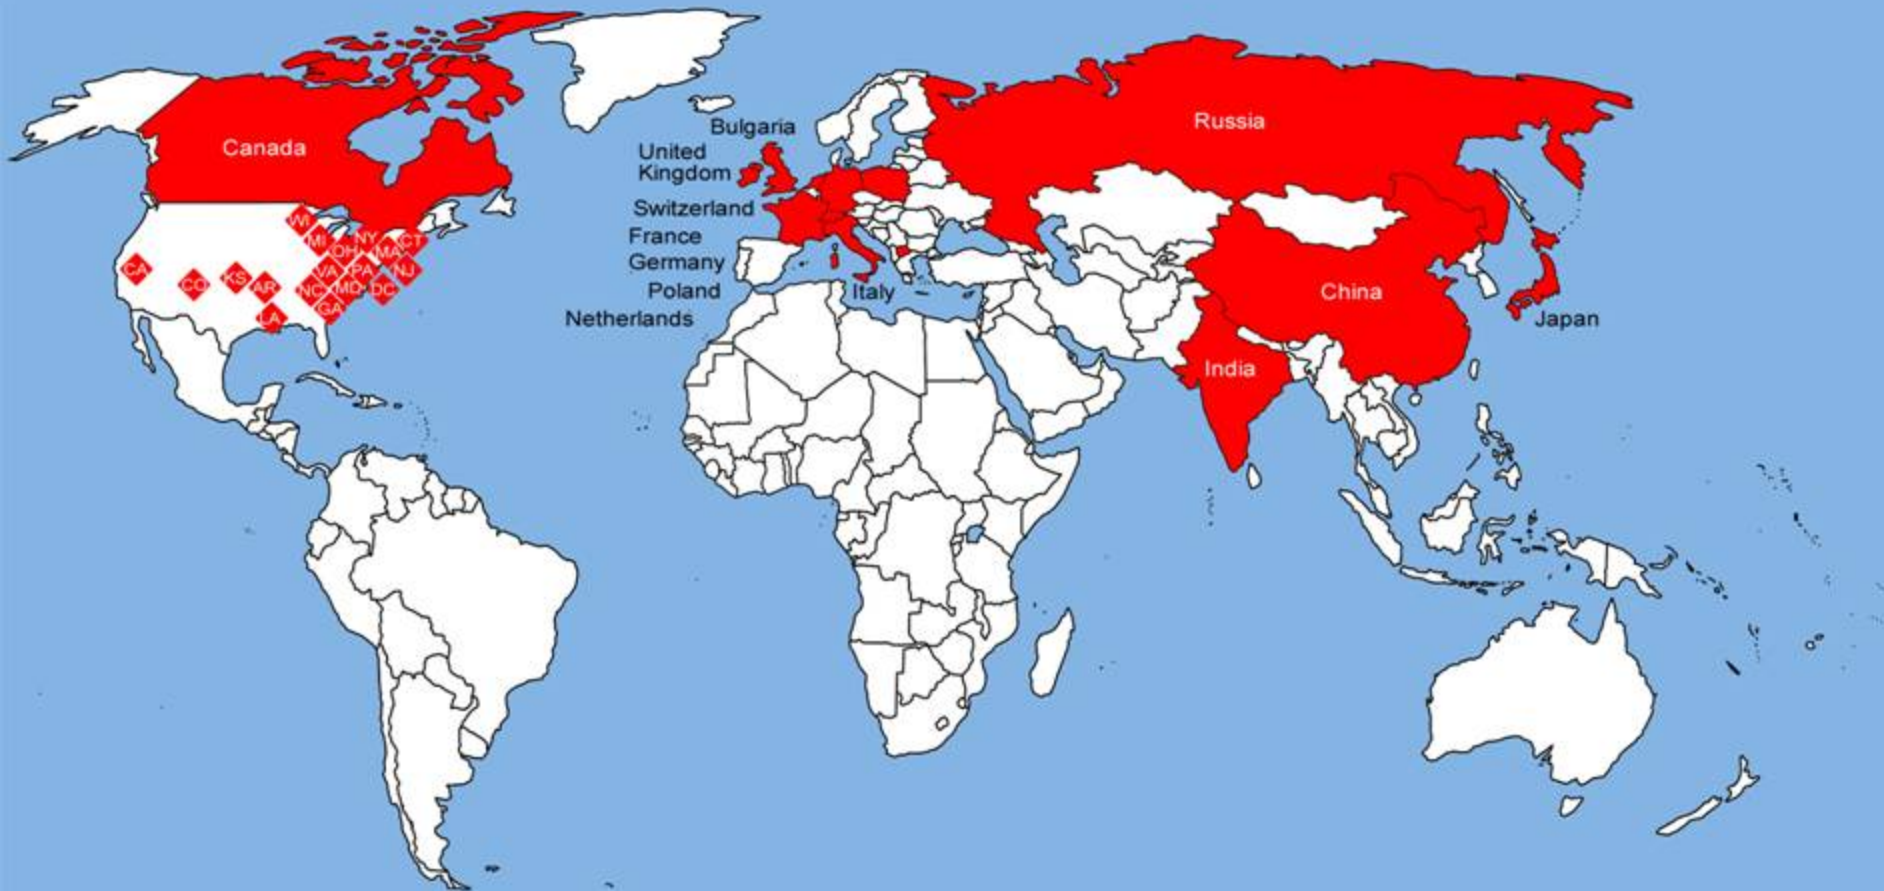 Canada
WI
MI
OH
NY
MA
CT
CA
CO
KS
AR
VA
PA
NJ
NC
MD
DC
LA
GA
Bulgaria
United
Kingdom
Switzerland
France
Germany
Poland
Netherlands
Italy
Russia
China
India
Japan